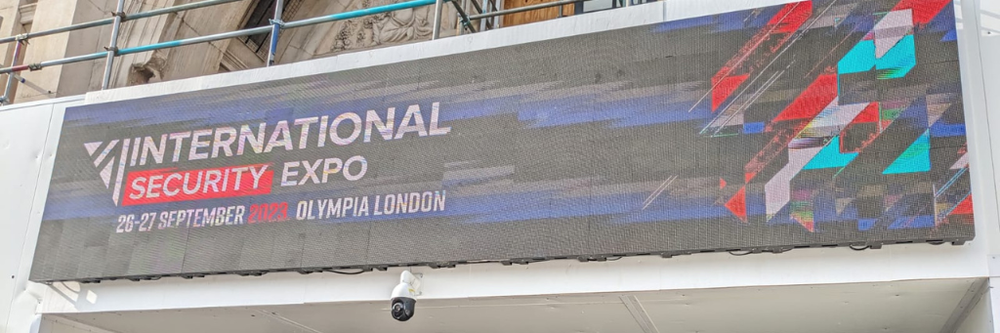 INTERNATIONAL
SECURITY EXPO
26-27 SEPTEMBER 2023, OLYMPIA LONDON